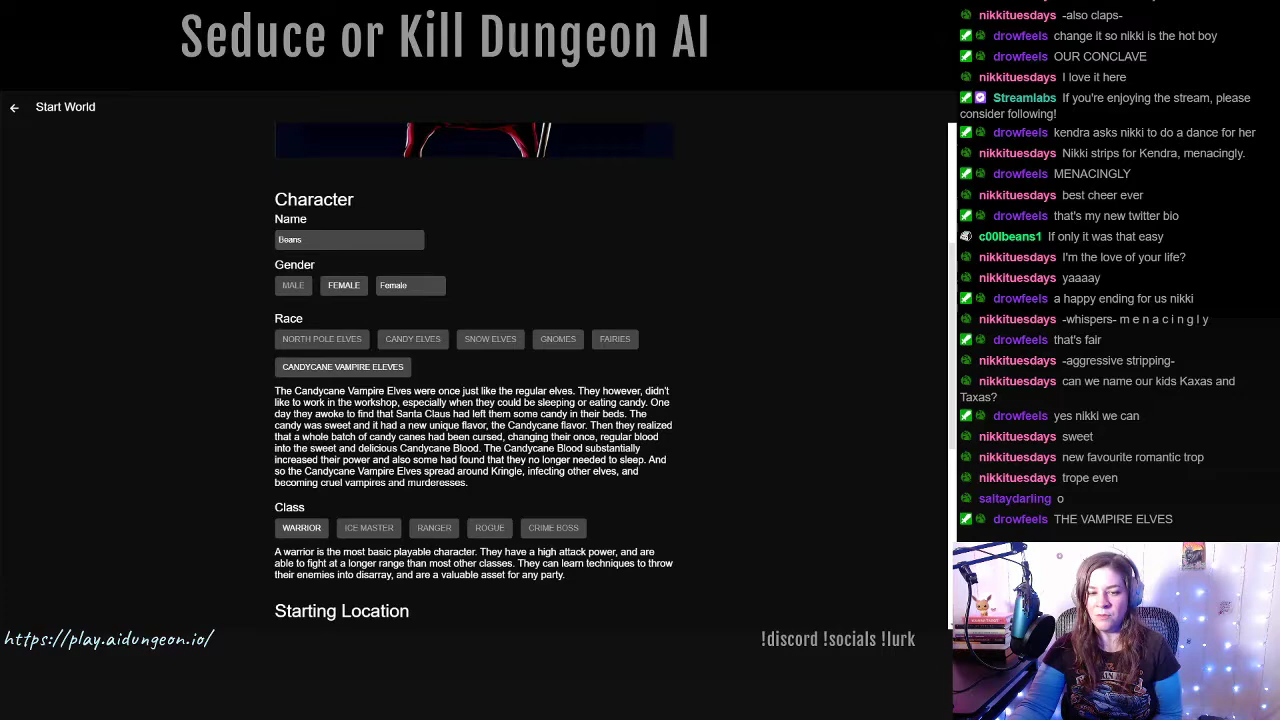 Seduce or Kill Dungeon AI
Start World
Character
Name
Beans
Gender
MALE
FEMALE
Female
Race
NORTH POLE ELVES
CANDY ELVES
SNOW ELVES
GNOMES
FAIRIES
CANDYCANE VAMPIRE ELEVES
The Candycane Vampire Elves were once just like the regular elves. They however, didn't
like to work in the workshop, especially when they could be sleeping or eating candy. One
day they awoke to find that Santa Claus had left them some candy in their beds. The
candy was sweet and it had a new unique flavor, the Candycane flavor. Then they realized
that a whole batch of candy canes had been cursed, changing their once, regular blood
into the sweet and delicious Candycane Blood. The Candycane Blood substantially
increased their power and also some had found that they no longer needed to sleep. And
so the Candycane Vampire Elves spread around Kringle, infecting other elves, and
becoming cruel vampires and murderesses.
Class
WARRIOR
ICE MASTER
RANGER
ROGUE
CRIME BOSS
A warrior is the most basic playable character. They have a high attack power, and are
able to fight at a longer range than most other classes. They can learn techniques to throw
their enemies into disarray, and are a valuable asset for any party.
Starting Location
https://play.aidungeon.io/
!discord !socials !lurk
nikkituesdays -also claps-
drowfeels change it so nikki is the hot boy
drowfeels OUR CONCLAVE
nikkituesdays I love it here
Streamlabs If you're enjoying the stream, please
consider following!
drowfeels kendra asks nikki to do a dance for her
nikkituesdays Nikki strips for Kendra, menacingly.
drowfeels MENACINGLY
nikkituesdays best cheer ever
drowfeels that's my new twitter bio
c00lbeans1 If only it was that easy
nikkituesdays I'm the love of your life?
nikkituesdays yaaaay
drowfeels a happy ending for us nikki
nikkituesdays -whispers- m e n a c i n g l y
drowfeels that's fair
nikkituesdays -aggressive stripping-
nikkituesdays can we name our kids Kaxas and
Taxas?
drowfeels yes nikki we can
nikkituesdays sweet
nikkituesdays new favourite romantic trop
nikkituesdays trope even
saltaydarling o
drowfeels THE VAMPIRE ELVES